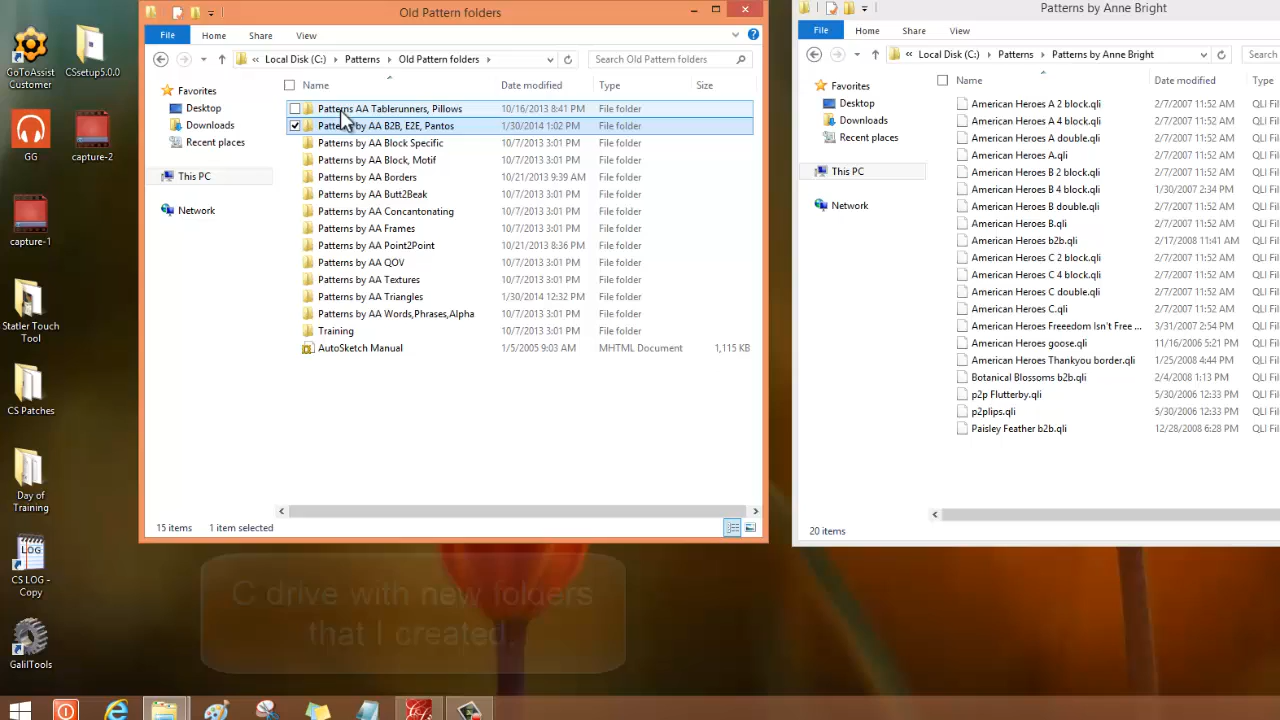 GoToAssist
Customer
CSsetup5.0.0
GG
capture-2
capture-1
Statler Touch
Tool
CS Patches
Day of
Training
LOG
CS LOG -
Copy
GalilTools
Old Pattern folders
File Home Share View
Local Disk (C:) Patterns Old Pattern folders
Search Old Pattern folders
Favorites
Desktop
Downloads
Recent places
This PC
Network
Name Date modified Type Size
Patterns AA Tablerunners, Pillows 10/16/2013 8:41 PM File folder
Patterns by AA B2B, E2E, Pantos 1/30/2014 1:02 PM File folder
Patterns by AA Block Specific 10/7/2013 3:01 PM File folder
Patterns by AA Block, Motif 10/7/2013 3:01 PM File folder
Patterns by AA Borders 10/21/2013 9:39 AM File folder
Patterns by AA Butt2Beak 10/7/2013 3:01 PM File folder
Patterns by AA Concantonating 10/7/2013 3:01 PM File folder
Patterns by AA Frames 10/7/2013 3:01 PM File folder
Patterns by AA Point2Point 10/21/2013 8:36 PM File folder
Patterns by AA QOV 10/7/2013 3:01 PM File folder
Patterns by AA Textures 10/7/2013 3:01 PM File folder
Patterns by AA Triangles 1/30/2014 12:32 PM File folder
Patterns by AA Words,Phrases,Alpha 10/7/2013 3:01 PM File folder
Training 10/7/2013 3:01 PM File folder
AutoSketch Manual 1/5/2005 9:03 AM MHTML Document 1,115 KB
15 items 1 item selected
C drive with new folders
that I created.
Patterns by Anne Bright
File Home Share View
Local Disk (C:) Patterns Patterns by Anne Bright
Search
Favorites
Desktop
Downloads
Recent places
This PC
Network
Name Date modified Type
American Heroes A 2 block.qli 2/7/2007 11:52 AM QLI Fil
American Heroes A 4 block.qli 2/7/2007 11:52 AM QLI Fil
American Heroes A double.qli 2/7/2007 11:52 AM QLI Fil
American Heroes A.qli 2/7/2007 11:52 AM QLI Fil
American Heroes B 2 block.qli 2/7/2007 11:52 AM QLI Fil
American Heroes B 4 block.qli 1/30/2007 2:34 PM QLI Fil
American Heroes B double.qli 2/7/2007 11:52 AM QLI Fil
American Heroes B.qli 2/7/2007 11:52 AM QLI Fil
American Heroes b2b.qli 2/17/2008 11:41 AM QLI Fil
American Heroes C 2 block.qli 2/7/2007 11:52 AM QLI Fil
American Heroes C 4 block.qli 2/7/2007 11:52 AM QLI Fil
American Heroes C double.qli 2/7/2007 11:52 AM QLI Fil
American Heroes C.qli 2/7/2007 11:52 AM QLI Fil
American Heroes Freeedom Isn't Free ... 3/31/2007 2:54 PM QLI Fil
American Heroes goose.qli 11/16/2006 5:21 PM QLI Fil
American Heroes Thankyou border.qli 1/25/2008 4:44 PM QLI Fil
Botanical Blossoms b2b.qli 2/4/2008 1:13 PM QLI Fil
p2p Flutterby.qli 5/30/2006 12:33 PM QLI Fil
p2plips.qli 5/30/2006 12:33 PM QLI Fil
Paisley Feather b2b.qli 12/28/2008 6:28 PM QLI Fil
20 items